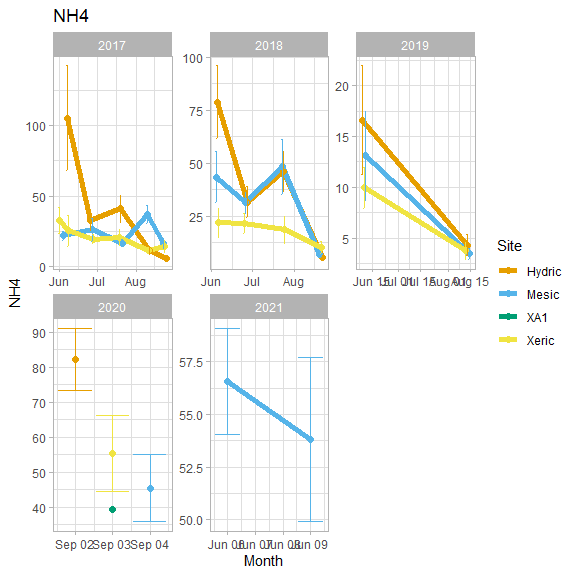 NH4
2017
2018
2019
100
50
0
Jun Jul Aug
100
75
50
25
Jun Jul Aug
20
15
10
5
Jun 15 Jul 01 Jul 15 Aug 01 Aug 15
NH4
2020
2021
90
80
70
60
50
40
Sep 02 Sep 03 Sep 04
57.5
55.0
52.5
50.0
Jun 06 Jun 07 Jun 08 Jun 09
Month
Site
Hydric
Mesic
XA1
Xeric